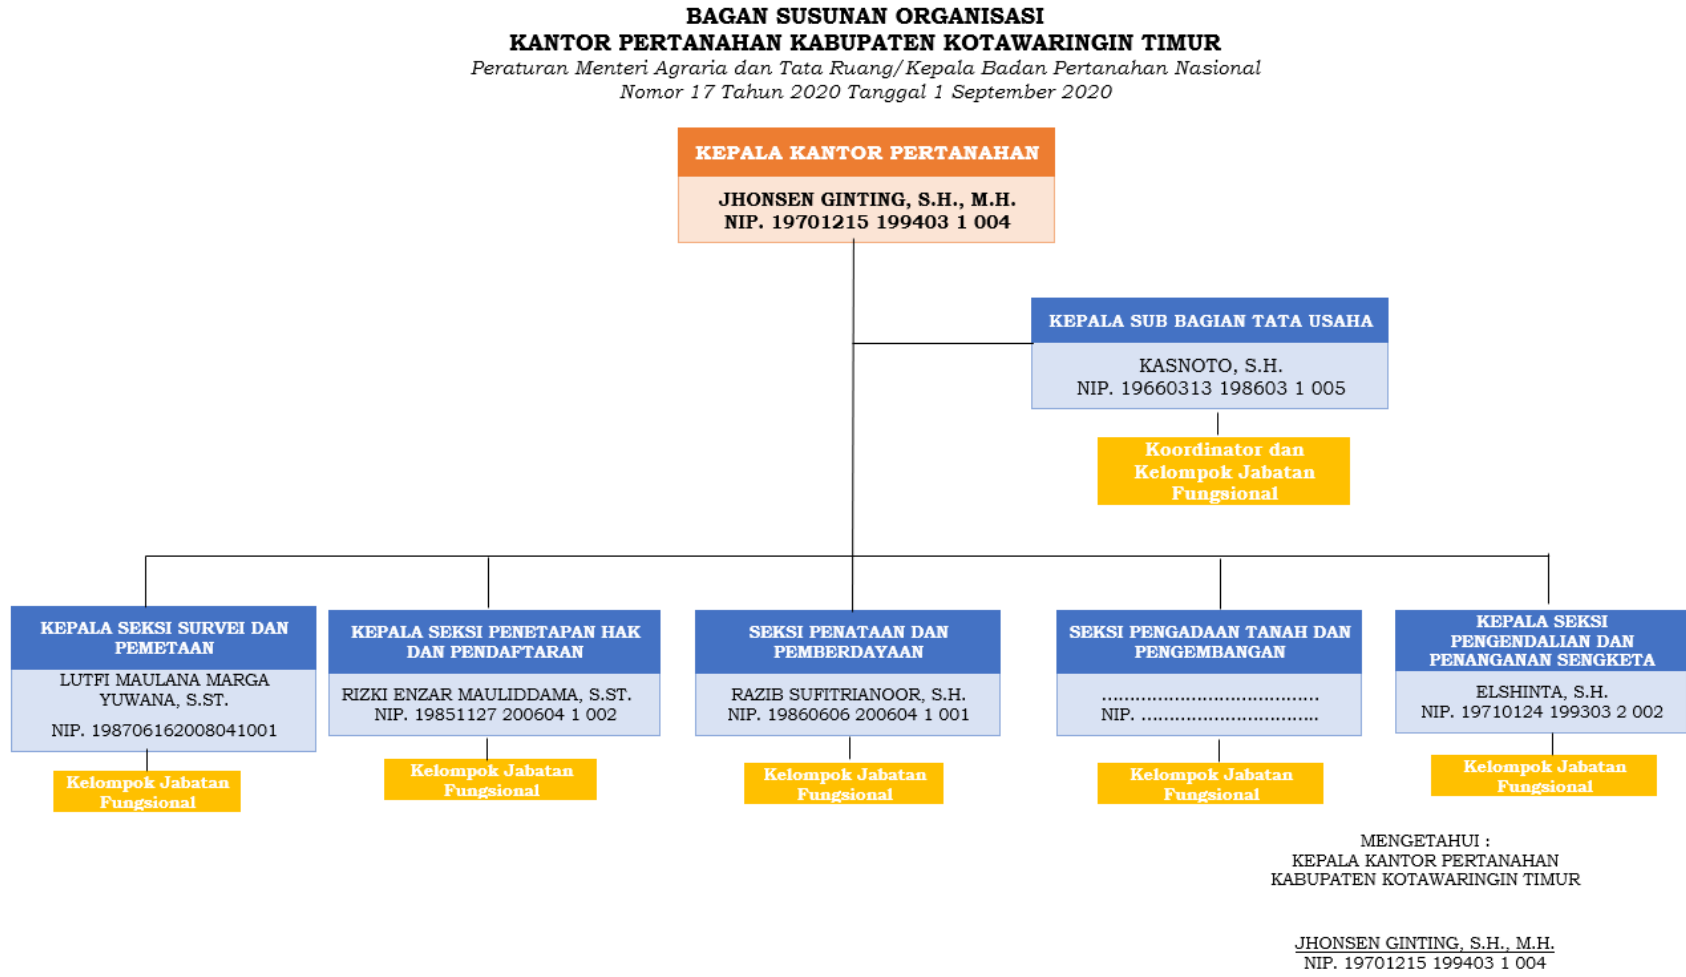 BAGAN SUSUNAN ORGANISASI
KANTOR PERTANAHAN KABUPATEN KOTAWARINGIN TIMUR
Peraturan Menteri Agraria dan Tata Ruang/Kepala Badan Pertanahan Nasional
Nomor 17 Tahun 2020 Tanggal 1 September 2020
KEPALA KANTOR PERTANAHAN
JHONSEN GINTING, S.H., M.H.
NIP. 19701215 199403 1 004
KEPALA SUB BAGIAN TATA USAHA
KASNOTO, S.H.
NIP. 19660313 198603 1 005
Koordinator dan
Kelompok Jabatan
Fungsional
KEPALA SEKSI SURVEI DAN
PEMETAAN
LUTFI MAULANA MARGA
YUWANA, S.ST.
NIP. 198706162008041001
Kelompok Jabatan
Fungsional
KEPALA SEKSI PENETAPAN HAK
DAN PENDAFTARAN
RIZKI ENZAR MAULIDDAMA, S.ST.
NIP. 19851127 200604 1 002
Kelompok Jabatan
Fungsional
SEKSI PENATAAN DAN
PEMBERDAYAAN
RAZIB SUFITRIANOOR, S.H.
NIP. 19860606 200604 1 001
Kelompok Jabatan
Fungsional
SEKSI PENGADAAN TANAH DAN
PENGEMBANGAN
.......................................
NIP. ................................
Kelompok Jabatan
Fungsional
KEPALA SEKSI
PENGENDALIAN DAN
PENANGANAN SENGKETA
ELSHINTA, S.H.
NIP. 19710124 199303 2 002
Kelompok Jabatan
Fungsional
MENGETAHUI :
KEPALA KANTOR PERTANAHAN
KABUPATEN KOTAWARINGIN TIMUR
JHONSEN GINTING, S.H., M.H.
NIP. 19701215 199403 1 004